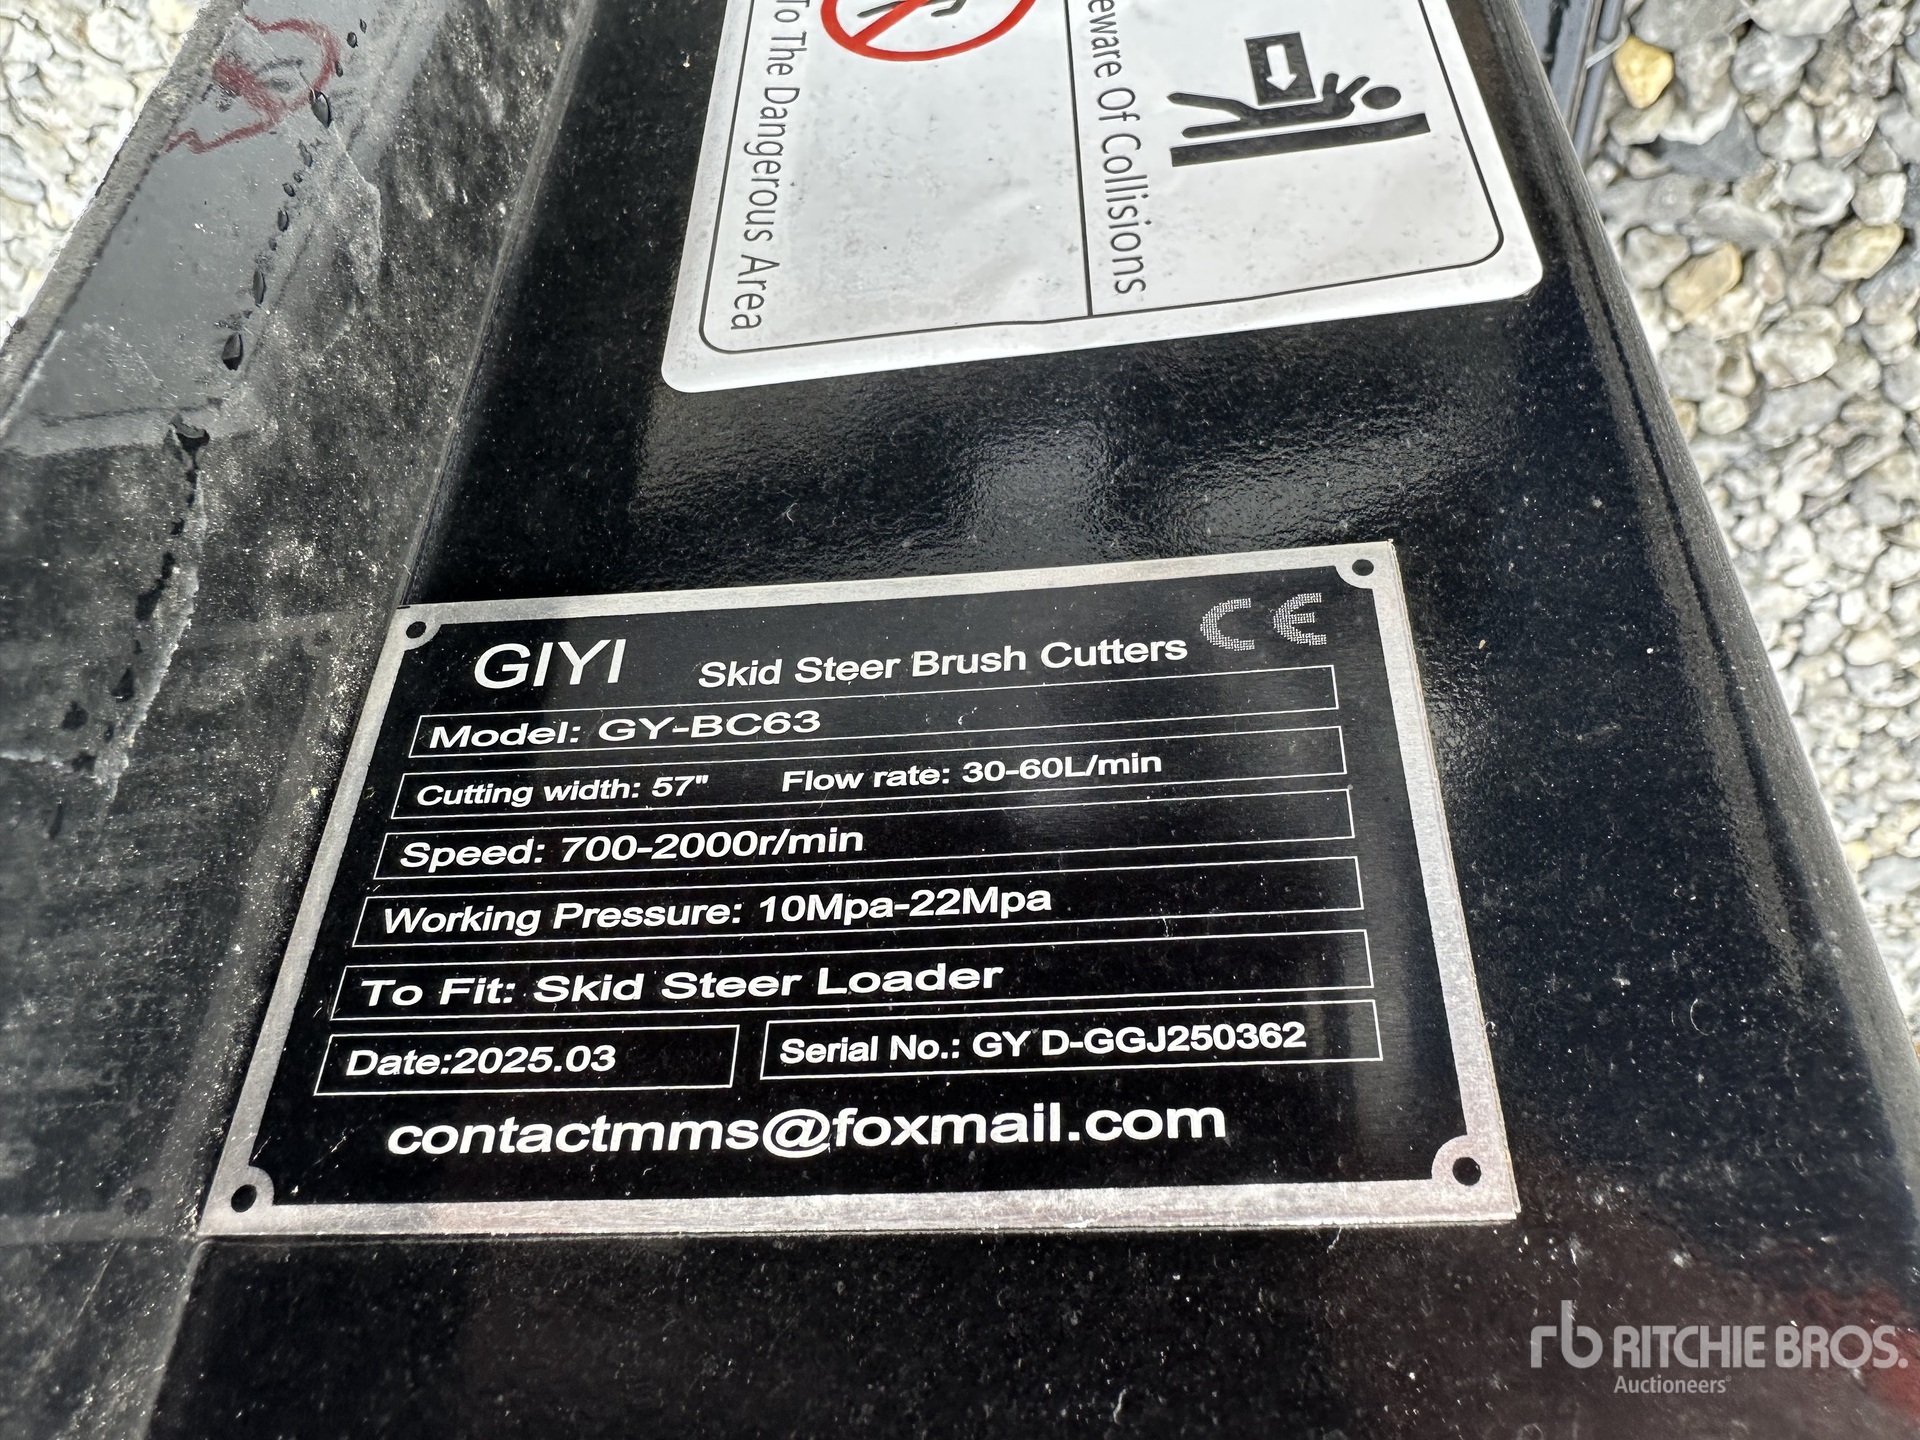 To The Dangerous Area
Of Collisions
GIYI Skid Steer Brush Cutters CE
Model: GY-BC63
Cutting width: 57" Flow rate: 30-60L/min
Speed: 700-2000r/min
Working Pressure: 10Mpa-22Mpa
To Fit: Skid Steer Loader
Date:2025.03 Serial No.: GY D-GGJ250362
contactmms@foxmail.com
rb RITCHIE BROS.
Auctioneers